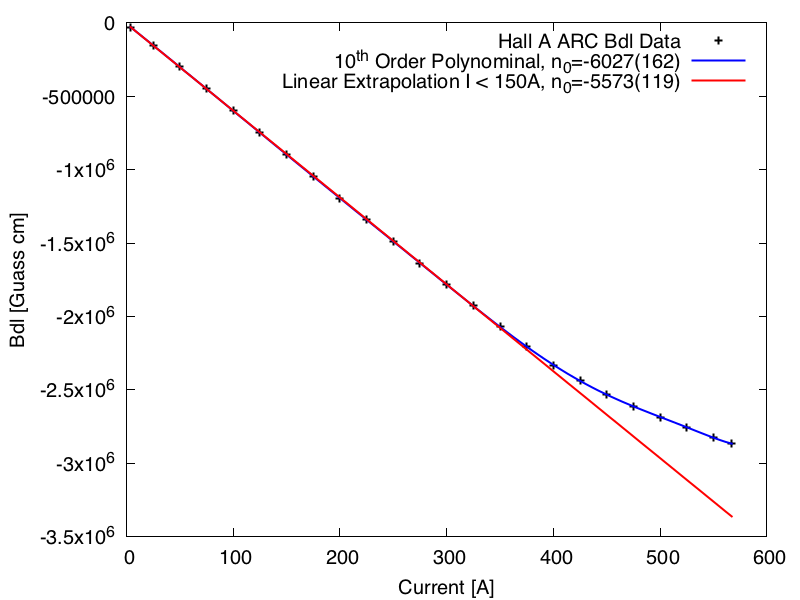 Hall A ARC Bdl Data
10th Order Polynominal, n0=-6027(162)
Linear Extrapolation I < 150A, n0=-5573(119)
0
-500000
-1x10^6
-1.5x10^6
-2x10^6
-2.5x10^6
-3x10^6
-3.5x10^6
Bdl [Guass cm]
0 100 200 300 400 500 600
Current [A]